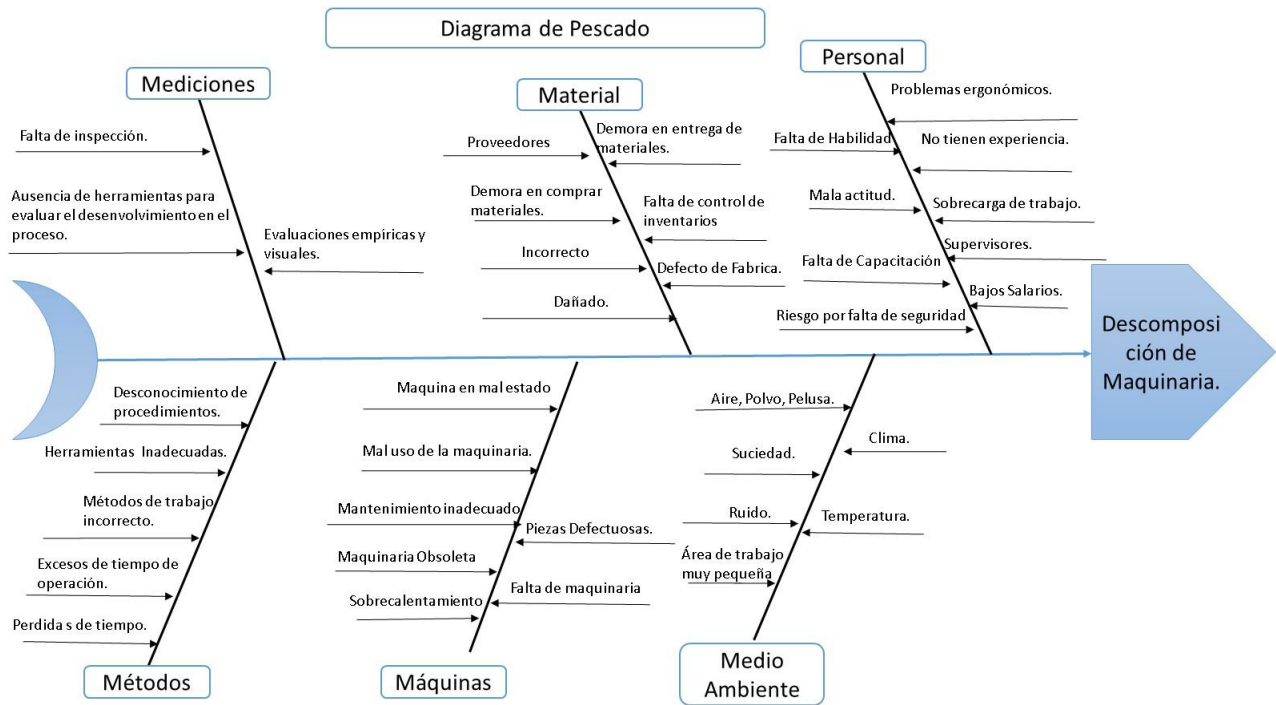 Diagrama de Pescado
Mediciones
Falta de inspección.
Ausencia de herramientas para
evaluar el desenvolvimiento en el
proceso.
Evaluaciones empíricas y
visuales.
Material
Proveedores
Demora en entrega de
materiales.
Demora en comprar
materiales.
Falta de control de
inventarios
Incorrecto
Defecto de Fabrica.
Dañado.
Personal
Problemas ergonómicos.
Falta de Habilidad
No tienen experiencia.
Mala actitud.
Sobrecarga de trabajo.
Supervisores.
Falta de Capacitación
Bajos Salarios.
Riesgo por falta de seguridad
Descomposi
ción de
Maquinaria.
Desconocimiento de
procedimientos.
Herramientas Inadecuadas.
Métodos de trabajo
incorrecto.
Excesos de tiempo de
operación.
Perdida s de tiempo.
Métodos
Maquina en mal estado
Mal uso de la maquinaria.
Mantenimiento inadecuado
Piezas Defectuosas.
Maquinaria Obsoleta
Falta de maquinaria
Sobrecalentamiento
Máquinas
Aire, Polvo, Pelusa.
Clima.
Suciedad.
Ruido.
Temperatura.
Área de trabajo
muy pequeña
Medio
Ambiente